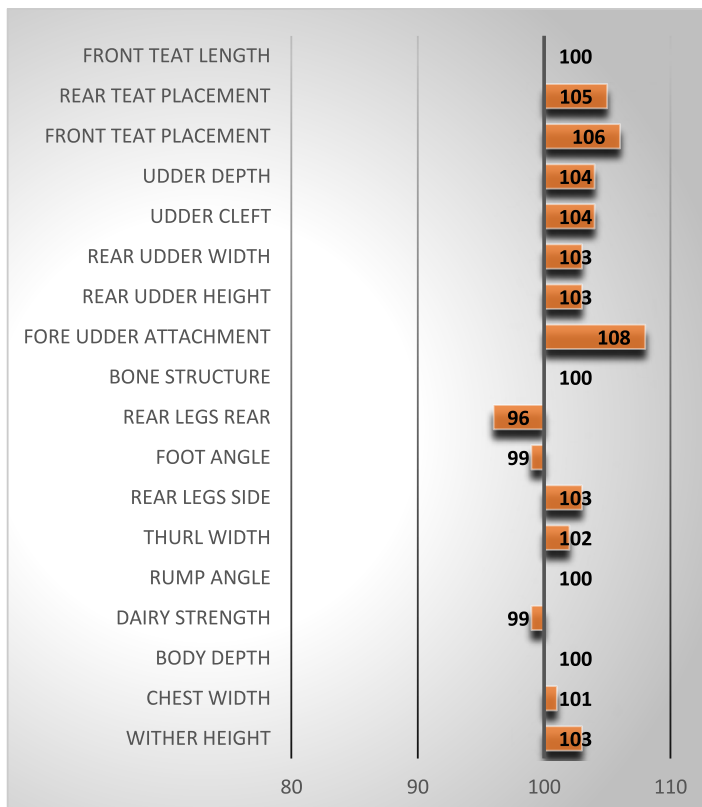 FRONT TEAT LENGTH 100
REAR TEAT PLACEMENT 105
FRONT TEAT PLACEMENT 106
UDDER DEPTH 104
UDDER CLEFT 104
REAR UDDER WIDTH 103
REAR UDDER HEIGHT 103
FORE UDDER ATTACHMENT 108
BONE STRUCTURE 100
REAR LEGS REAR 96
FOOT ANGLE 99
REAR LEGS SIDE 103
THURL WIDTH 102
RUMP ANGLE 100
DAIRY STRENGTH 99
BODY DEPTH 100
CHEST WIDTH 101
WITHER HEIGHT 103
80 90 100 110